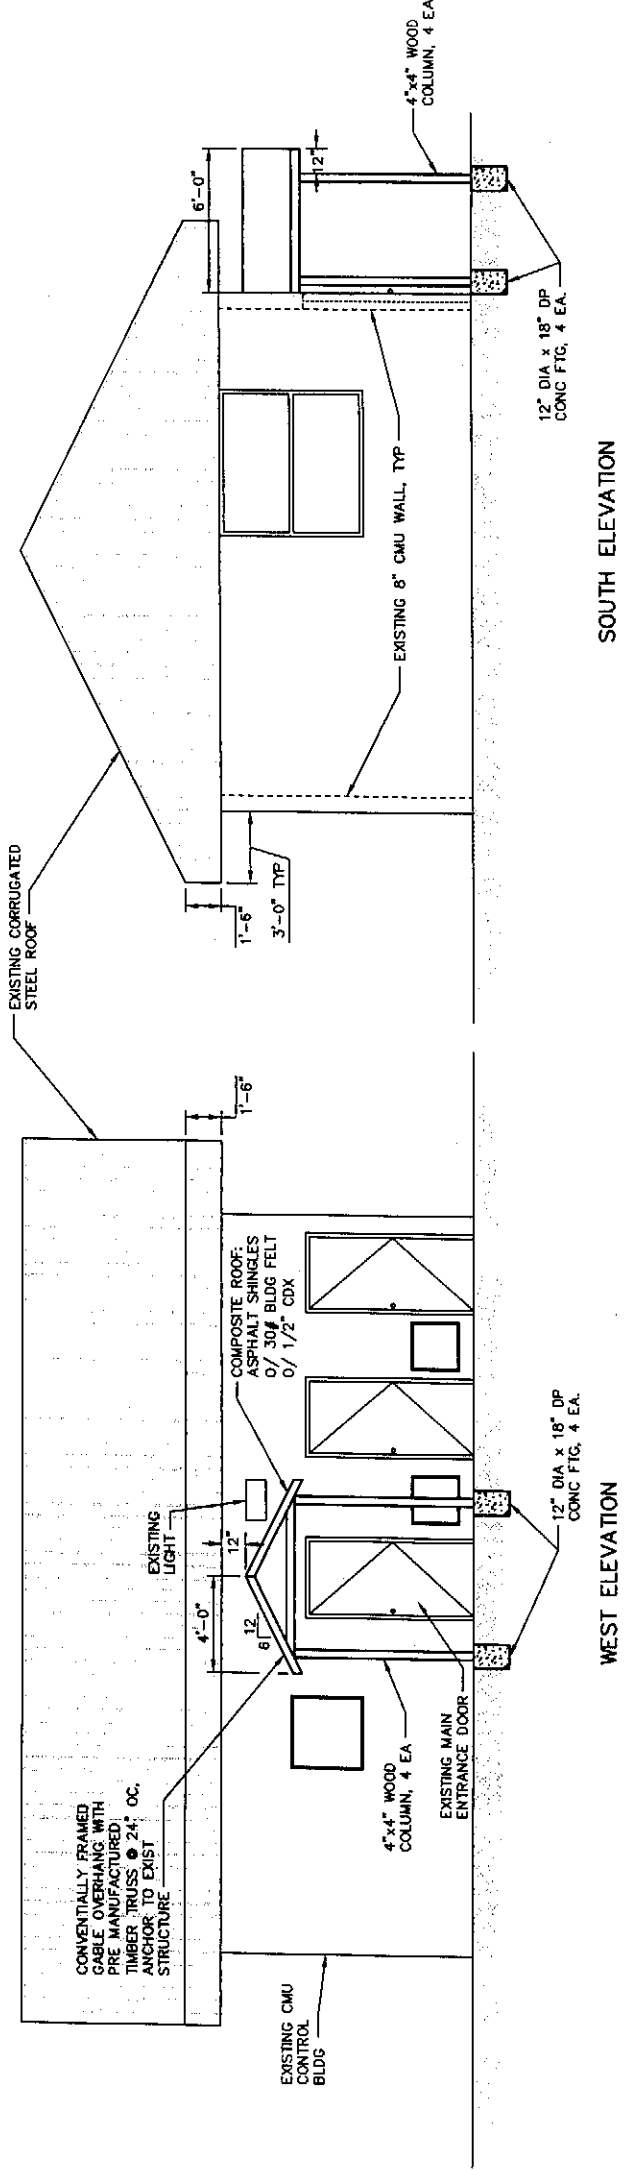 EXISTING CORRUGATED
STEEL ROOF
1'-6"
4'-0"
12"
EXISTING
LIGHT
12
6
CONVENTIALLY FRAMED
GABLE OVERHANG WITH
PRE MANUFACTURED
TIMBER TRUSS @ 24" OC,
ANCHOR TO EXIST
STRUCTURE
COMPOSITE ROOF:
ASPHALT SHINGLES
O/ 30# BLDG FELT
O/ 1/2" CDX
EXISTING CMU
CONTROL
BLDG
4"x4" WOOD
COLUMN, 4 EA
EXISTING MAIN
ENTRANCE DOOR
12" DIA x 18" DP
CONC FTG, 4 EA.
WEST ELEVATION
1'-6"
3'-0" TYP
6'-0"
12"
4"x4" WOOD
COLUMN, 4 EA
EXISTING 8" CMU WALL, TYP
12" DIA x 18" DP
CONC FTG, 4 EA.
SOUTH ELEVATION